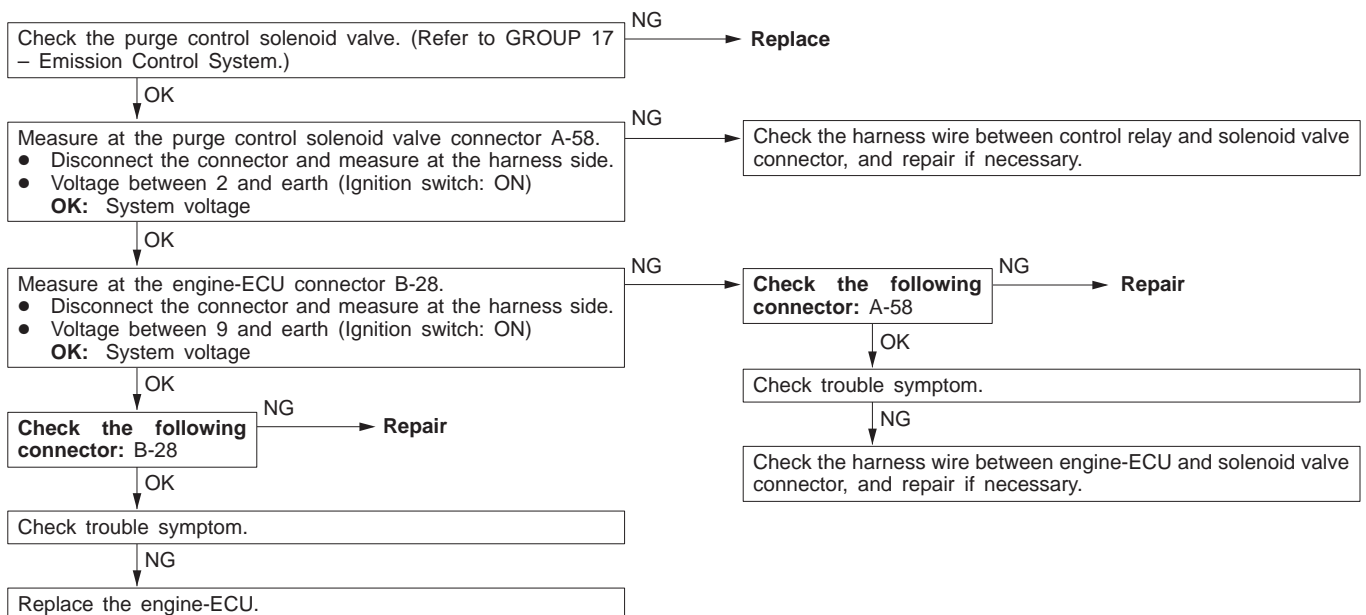 Check the purge control solenoid valve. (Refer to GROUP 17
– Emission Control System.)
NG
Replace
OK
Measure at the purge control solenoid valve connector A-58.
● Disconnect the connector and measure at the harness side.
● Voltage between 2 and earth (Ignition switch: ON)
OK: System voltage
NG
Check the harness wire between control relay and solenoid valve
connector, and repair if necessary.
OK
Measure at the engine-ECU connector B-28.
● Disconnect the connector and measure at the harness side.
● Voltage between 9 and earth (Ignition switch: ON)
OK: System voltage
NG
Check the following
connector: A-58
NG
Repair
OK
Check trouble symptom.
NG
Check the harness wire between engine-ECU and solenoid valve
connector, and repair if necessary.
OK
Check the following
connector: B-28
NG
Repair
OK
Check trouble symptom.
NG
Replace the engine-ECU.